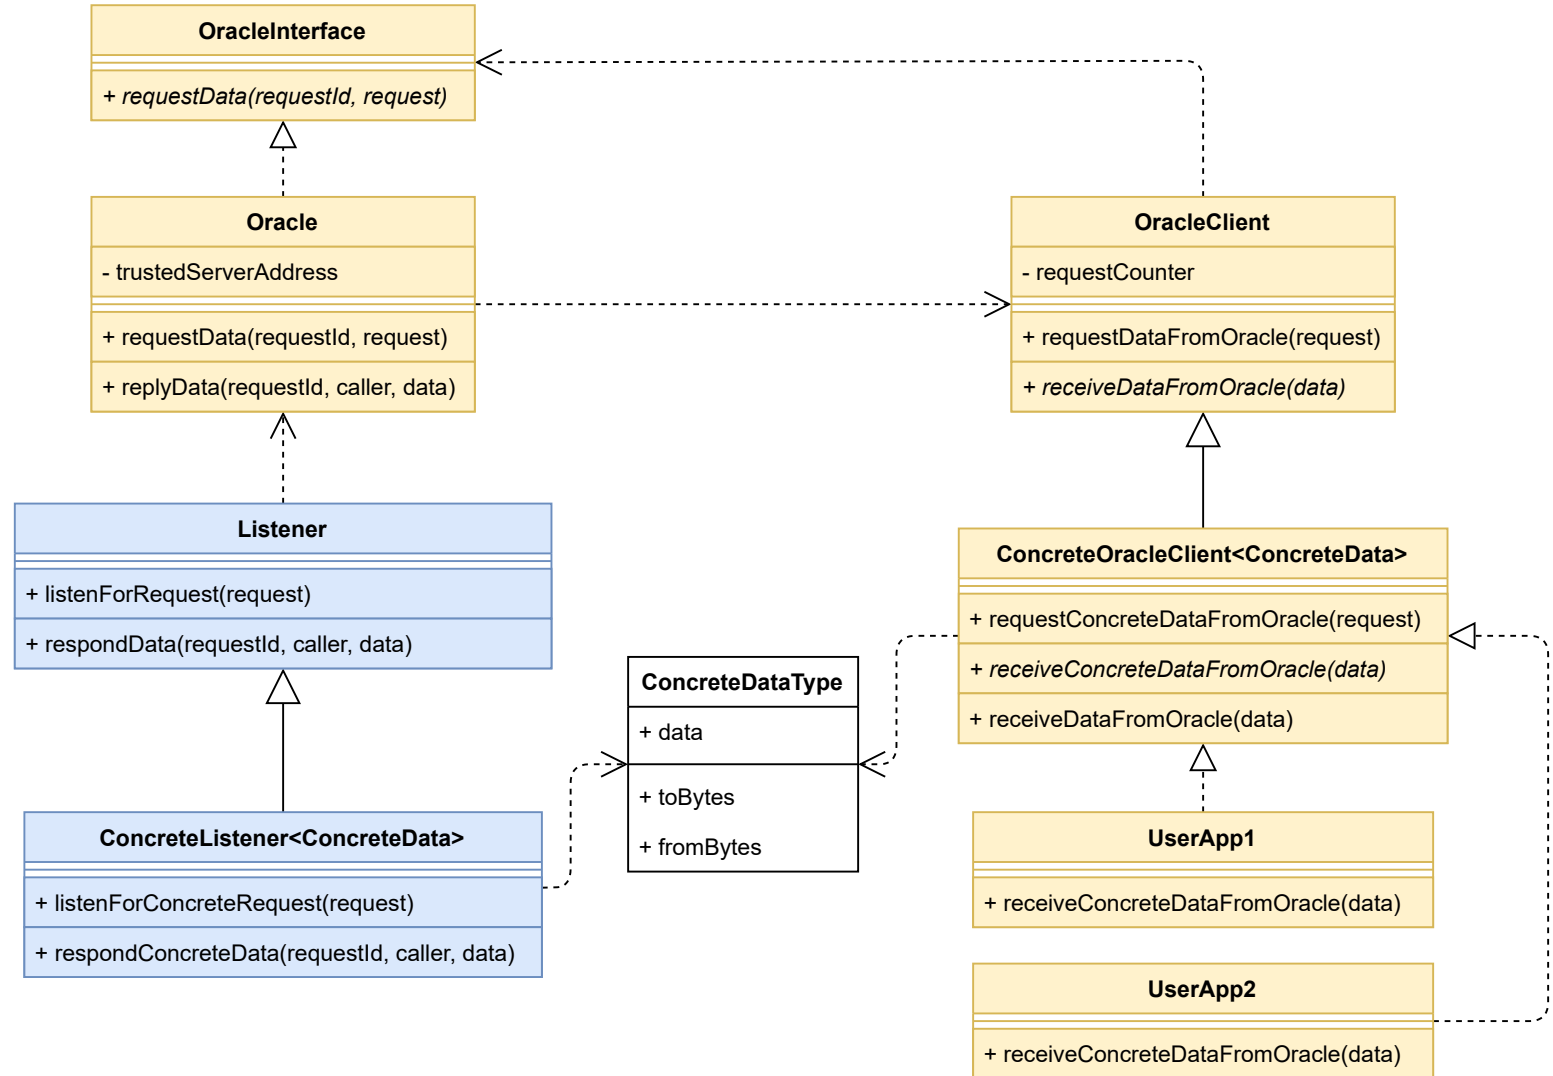 OracleInterface
+ requestData(requestId, request)
Oracle
- trustedServerAddress
+ requestData(requestId, request)
+ replyData(requestId, caller, data)
OracleClient
- requestCounter
+ requestDataFromOracle(request)
+ receiveDataFromOracle(data)
Listener
+ listenForRequest(request)
+ respondData(requestId, caller, data)
ConcreteOracleClient<ConcreteData>
+ requestConcreteDataFromOracle(request)
+ receiveConcreteDataFromOracle(data)
+ receiveDataFromOracle(data)
ConcreteDataType
+ data
+ toBytes
+ fromBytes
ConcreteListener<ConcreteData>
+ listenForConcreteRequest(request)
+ respondConcreteData(requestId, caller, data)
UserApp1
+ receiveConcreteDataFromOracle(data)
UserApp2
+ receiveConcreteDataFromOracle(data)